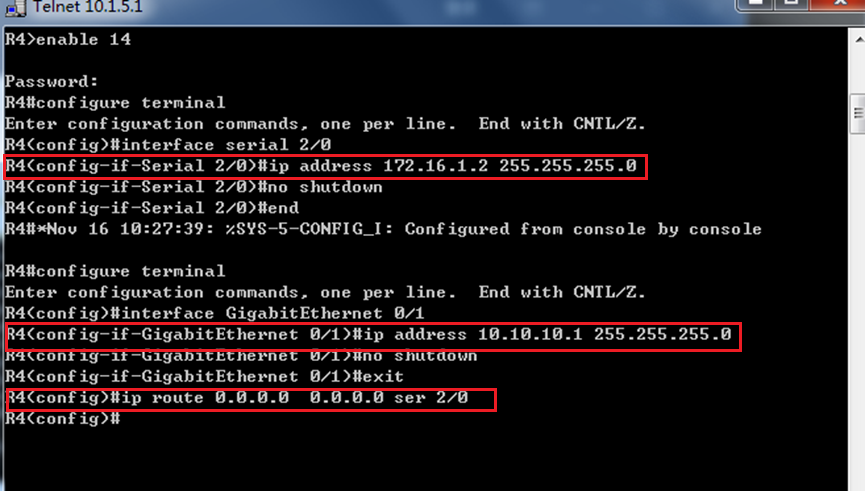 Telnet 10.1.5.1
R4>enable 14
Password:
R4#configure terminal
Enter configuration commands, one per line.  End with CNTL/Z.
R4(config)#interface serial 2/0
R4(config-if-Serial 2/0)#ip address 172.16.1.2 255.255.255.0
R4(config-if-Serial 2/0)#no shutdown
R4(config-if-Serial 2/0)#end
R4#*Nov 16 10:27:39: %SYS-5-CONFIG_I: Configured from console by console
R4#configure terminal
Enter configuration commands, one per line.  End with CNTL/Z.
R4(config)#interface GigabitEthernet 0/1
R4(config-if-GigabitEthernet 0/1)#ip address 10.10.10.1 255.255.255.0
R4(config-if-GigabitEthernet 0/1)#no shutdown
R4(config-if-GigabitEthernet 0/1)#exit
R4(config)#ip route 0.0.0.0  0.0.0.0 ser 2/0
R4(config)#